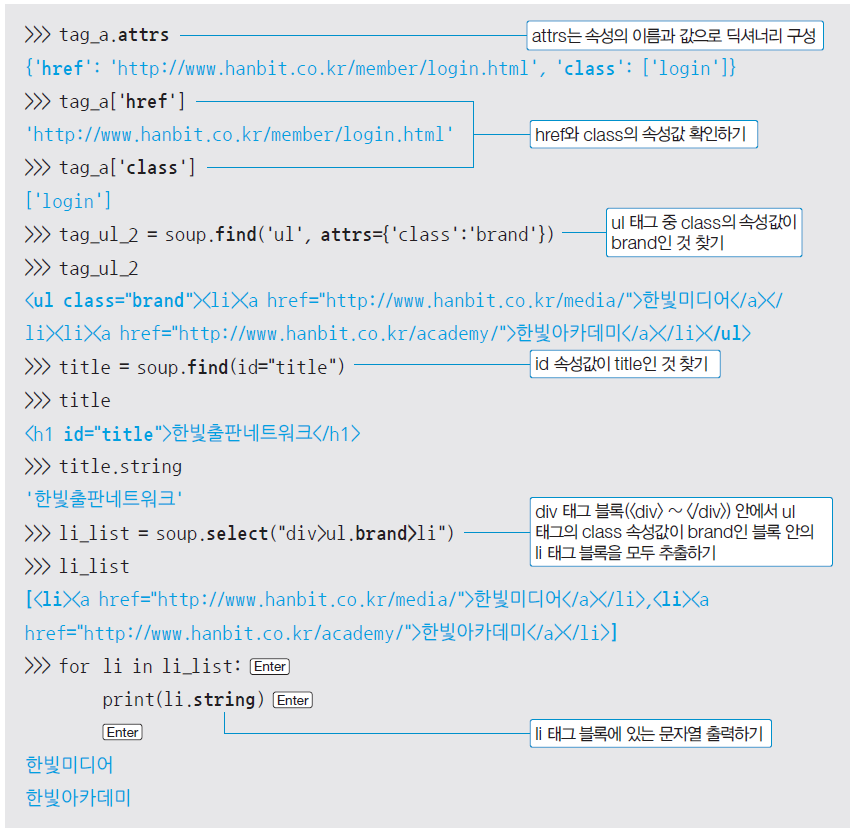 >>> tag_a.attrs
attrs는 속성의 이름과 값으로 딕셔너리 구성
{'href': 'http://www.hanbit.co.kr/member/login.html', 'class': ['login']}
>>> tag_a['href']
'http://www.hanbit.co.kr/member/login.html'
href와 class의 속성값 확인하기
>>> tag_a['class']
['login']
>>> tag_ul_2 = soup.find('ul', attrs={'class':'brand'})
ul 태그 중 class의 속성값이
brand인 것 찾기
>>> tag_ul_2
<ul class="brand"><li><a href="http://www.hanbit.co.kr/media/">한빛미디어</a></
li><li><a href="http://www.hanbit.co.kr/academy/">한빛아카데미</a></li></ul>
>>> title = soup.find(id="title")
id 속성값이 title인 것 찾기
>>> title
<h1 id="title">한빛출판네트워크</h1>
>>> title.string
'한빛출판네트워크'
>>> li_list = soup.select("div>ul.brand>li")
div 태그 블록(<div> ~ </div>) 안에서 ul
태그의 class 속성값이 brand인 블록 안의
li 태그 블록을 모두 추출하기
>>> li_list
[<li><a href="http://www.hanbit.co.kr/media/">한빛미디어</a></li>,<li><a
href="http://www.hanbit.co.kr/academy/">한빛아카데미</a></li>]
>>> for li in li_list: Enter
print(li.string) Enter
Enter
li 태그 블록에 있는 문자열 출력하기
한빛미디어
한빛아카데미